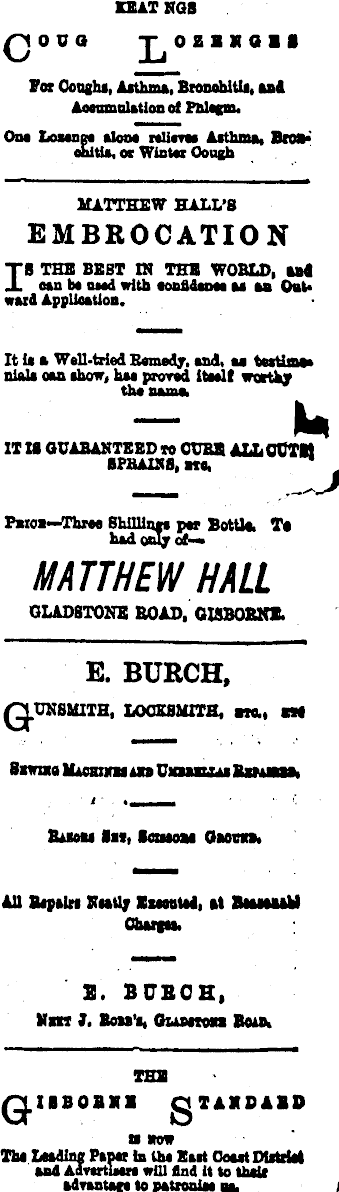 KEAT NGS
COUG LOZENGES
For Coughs, Asthma, Bronchitis, and
Accumulation of Phlegm.
One Lozenge alone relieves Asthma, Bron-
chitis, or Winter Cough
MATTHEW HALL'S
EMBROCATION
IS THE BEST IN THE WORLD, and
can be used with confidence as an Out-
ward Application.
It is a Well-tried Remedy, and, as testimo-
nials can show, has proved itself worthy
the name.
IT IS GUARANTEED TO CURE ALL CUTS
SPRAINS, ETC,
PRICE—Three Shillings per Bottle. To
had only of—
MATTHEW HALL
GLADSTONE ROAD, GISBORNE.
E. BURCH,
GUNSMITH, LOCKSMITH, ETC., ETC
SEWING MACHINES AND UMBRELLAS REPAIRED,
RAZORS SET, SCISSORS GROUND.
All Repairs Neatly Executed, at Reasonabl
Charges.
E. BURCH,
NEXT J. ROBB'S, GLADSTONE ROAD.
THE
GISBORNE STANDARD
IS NOW
The Leading Paper in the East Coast District
and Advertisers will find it to their
advantage to patronise us.